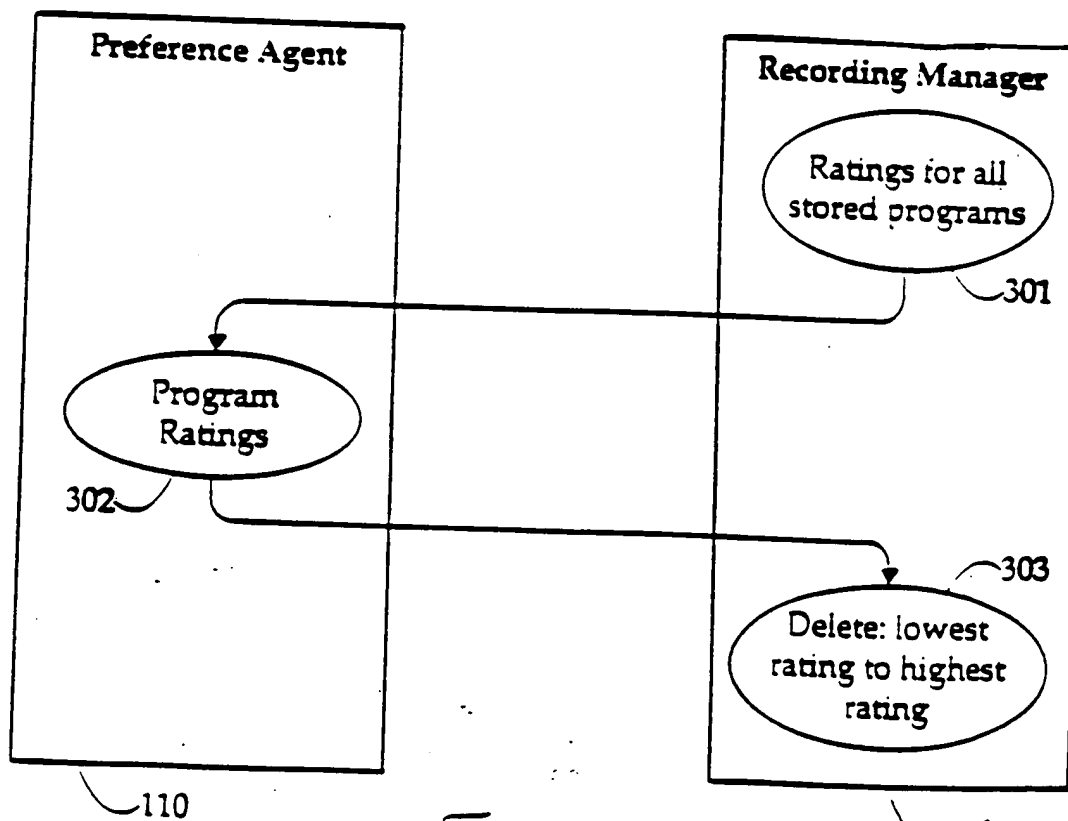 Preference Agent
Recording Manager
Ratings for all
stored programs
301
Program
Ratings
302
303
Delete: lowest
rating to highest
rating
110